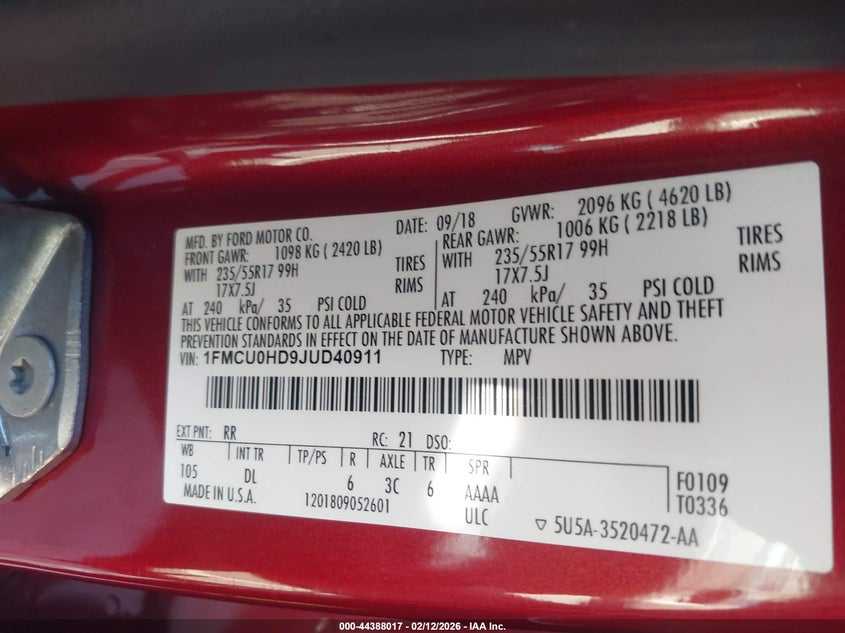 MFD. BY FORD MOTOR CO. DATE: 09/18 GVWR: 2096 KG ( 4620 LB)
FRONT GAWR: 1098 KG ( 2420 LB) REAR GAWR: 1006 KG ( 2218 LB)
WITH 235/55R17 99H TIRES WITH 235/55R17 99H TIRES
17X7.5J RIMS 17X7.5J RIMS
AT 240 kPa/ 35 PSI COLD AT 240 kPa/ 35 PSI COLD
THIS VEHICLE CONFORMS TO ALL APPLICABLE FEDERAL MOTOR VEHICLE SAFETY AND THEFT
PREVENTION STANDARDS IN EFFECT ON THE DATE OF MANUFACTURE SHOWN ABOVE.
VIN: 1FMCU0HD9JUD40911 TYPE: MPV
EXT PNT: RR RC: 21 DSO:
WB INT TR TP/PS R AXLE TR SPR
105 DL 6 3C 6 AAAA F0109
MADE IN U.S.A. 1201809052601 ULC T0336
5U5A-3520472-AA
000-44388017 - 02/12/2026 - IAA Inc.